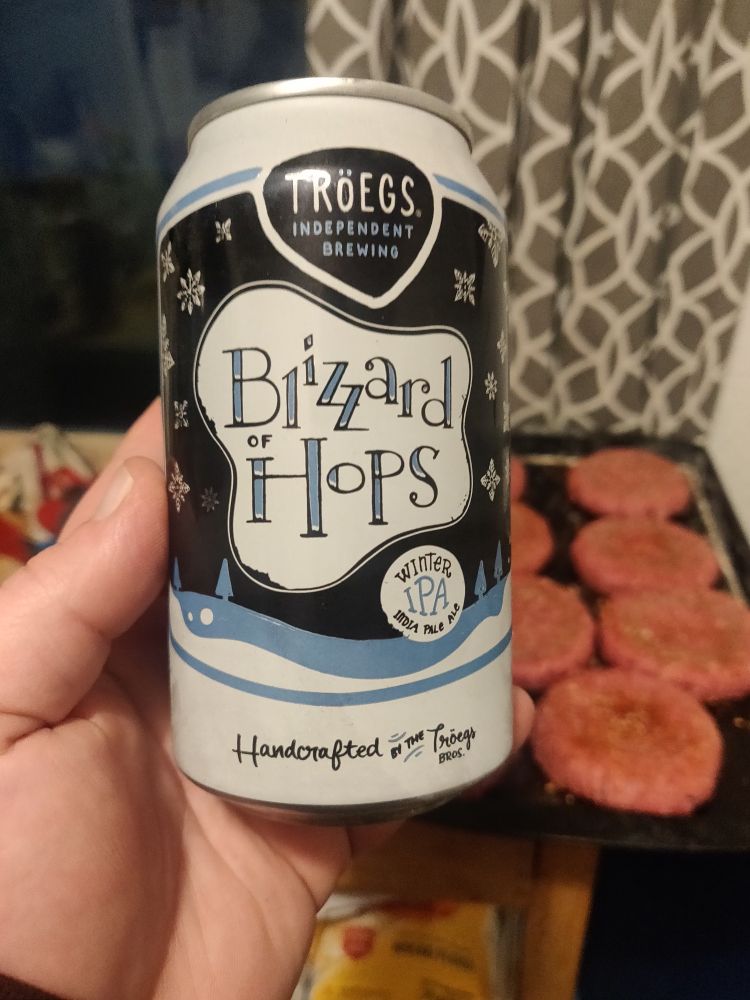 TRÖEGS®
INDEPENDENT
BREWING
Blizzard
OF
HOPS
WINTER
IPA
INDIA PALE ALE
Handcrafted BY THE Tröegs
BROS.